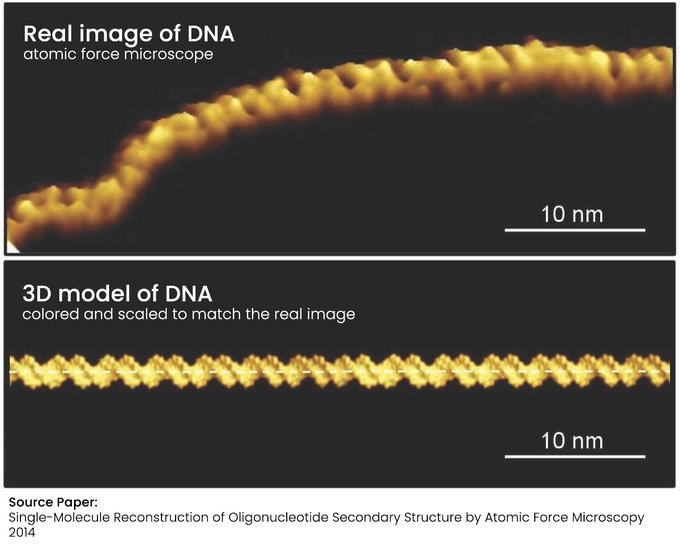 Real image of DNA
atomic force microscope
10 nm
3D model of DNA
colored and scaled to match the real image
10 nm
Source Paper:
Single-Molecule Reconstruction of Oligonucleotide Secondary Structure by Atomic Force Microscopy
2014